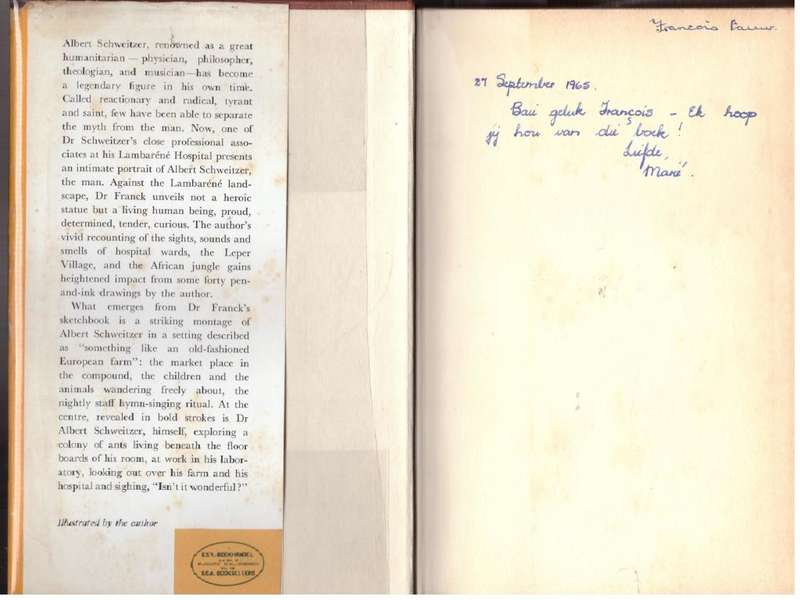 Albert Schweitzer, renowned as a great
humanitarian — physician, philosopher,
theologian, and musician—has become
a legendary figure in his own time.
Called reactionary and radical, tyrant
and saint, few have been able to separate
the myth from the man. Now, one of
Dr Schweitzer's close professional asso-
ciates at his Lambaréné Hospital presents
an intimate portrait of Albert Schweitzer,
the man. Against the Lambaréné land-
scape, Dr Franck unveils not a heroic
statue but a living human being, proud,
determined, tender, curious. The author's
vivid recounting of the sights, sounds and
smells of hospital wards, the Leper
Village, and the African jungle gains
heightened impact from some forty pen-
and-ink drawings by the author.
What emerges from Dr Franck's
sketchbook is a striking montage of
Albert Schweitzer in a setting described
as "something like an old-fashioned
European farm": the market place in
the compound, the children and the
animals wandering freely about, the
nightly staff hymn-singing ritual. At the
centre, revealed in bold strokes is Dr
Albert Schweitzer, himself, exploring a
colony of ants living beneath the floor
boards of his room, at work in his labor-
atory, looking out over his farm and his
hospital and sighing, "Isn't it wonderful?"
Illustrated by the author
BOEKHANDEL
BOOKSELLERS
Francois
27 September 1965.
Baie geluk François – Ek hoop
jy hou van die boek!
Liefde,
Marié.